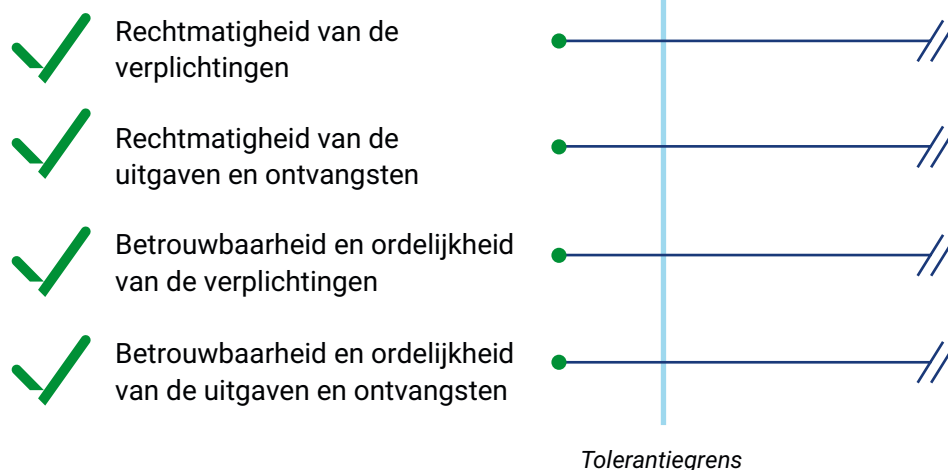 Rechtmatigheid van de
verplichtingen
Rechtmatigheid van de
uitgaven en ontvangsten
Betrouwbaarheid en ordelijkheid
van de verplichtingen
Betrouwbaarheid en ordelijkheid
van de uitgaven en ontvangsten
Tolerantiegrens